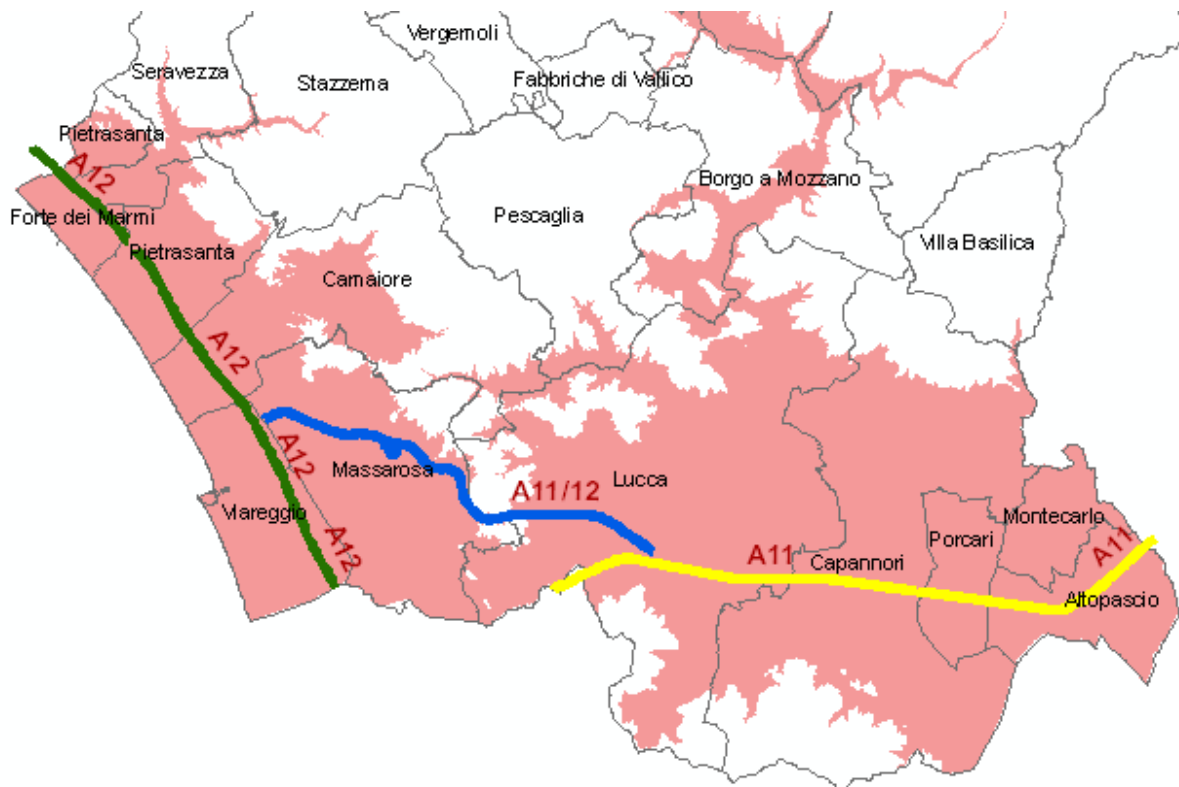 Vergemoli
Seravezza
Stazzema
Fabbriche di Vallico
Pietrasanta
A12
Borgo a Mozzano
Forte dei Marmi
Pescaglia
Pietrasanta
Villa Basilica
Camaiore
A12
A12
Massarosa
A11/12
Lucca
Viareggio
A12
Montecarlo
Porcari
A11
A11
Capannori
Altopascio